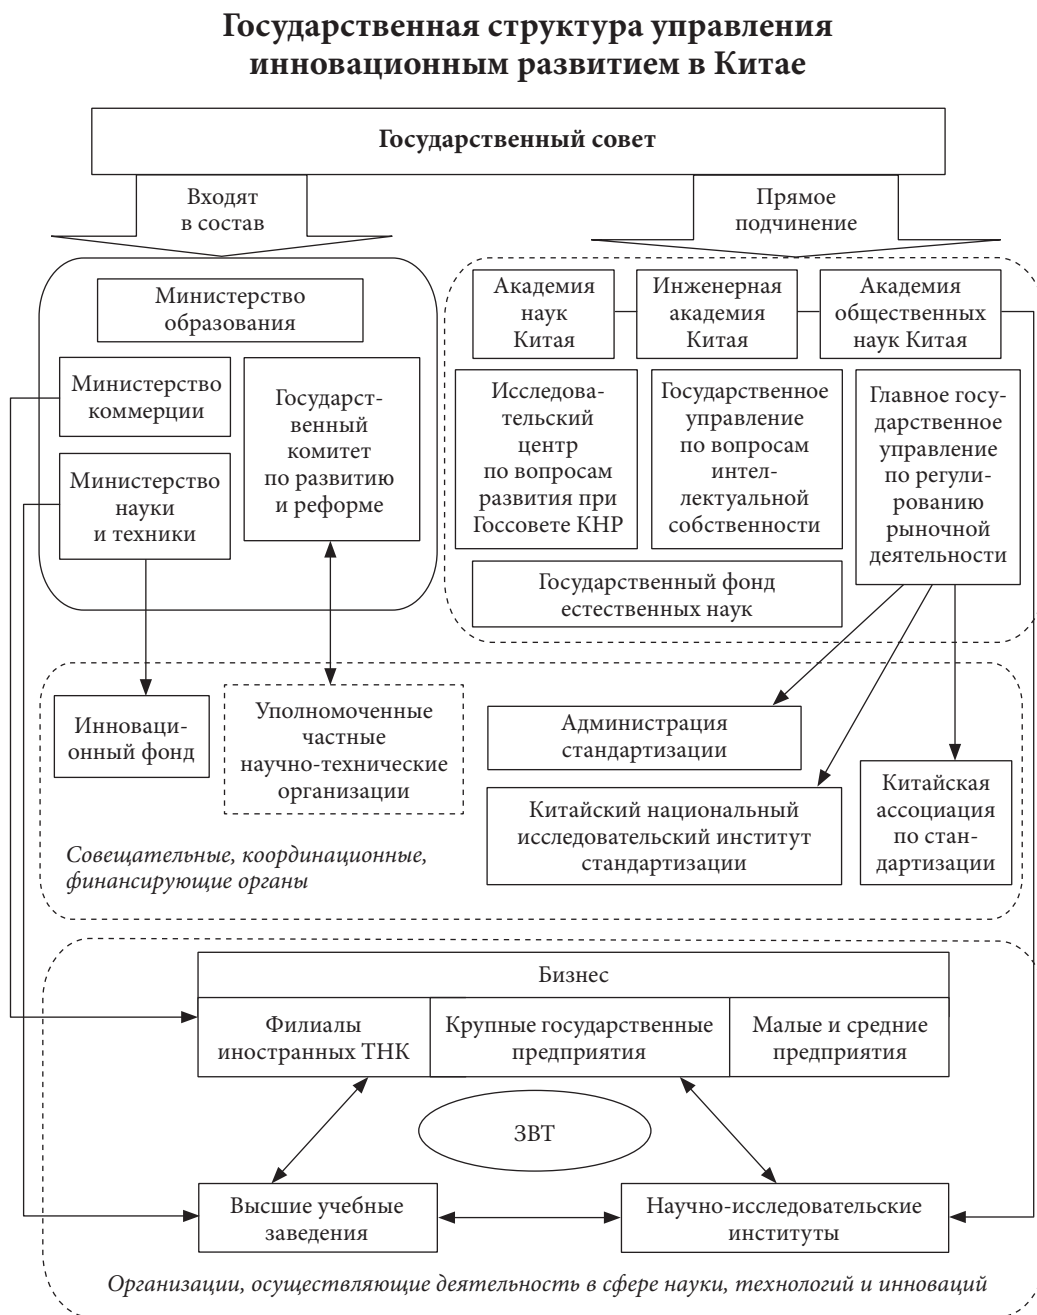 Государственная структура управления
инновационным развитием в Китае
Государственный совет
Входят
в состав
Прямое
подчинение
Министерство
образования
Министерство
коммерции
Министерство
науки
и техники
Государст-
венный
комитет
по развитию
и реформе
Академия
наук
Китая
Инженерная
академия
Китая
Академия
общественных
наук Китая
Исследова-
тельский
центр
по вопросам
развития при
Госсовете КНР
Государственное
управление
по вопросам
интел-
лектуальной
собственности
Главное госу-
дарственное
управление
по регули-
рованию
рыночной
деятельности
Государственный фонд
естественных наук
Инноваци-
онный фонд
Уполномоченные
частные
научно-технические
организации
Администрация
стандартизации
Китайский национальный
исследовательский институт
стандартизации
Китайская
ассоциация
по стан-
дартизации
Совещательные, координационные,
финансирующие органы
Бизнес
Филиалы
иностранных ТНК
Крупные государственные
предприятия
Малые и средние
предприятия
ЗВТ
Высшие учебные
заведения
Научно-исследовательские
институты
Организации, осуществляющие деятельность в сфере науки, технологий и инноваций